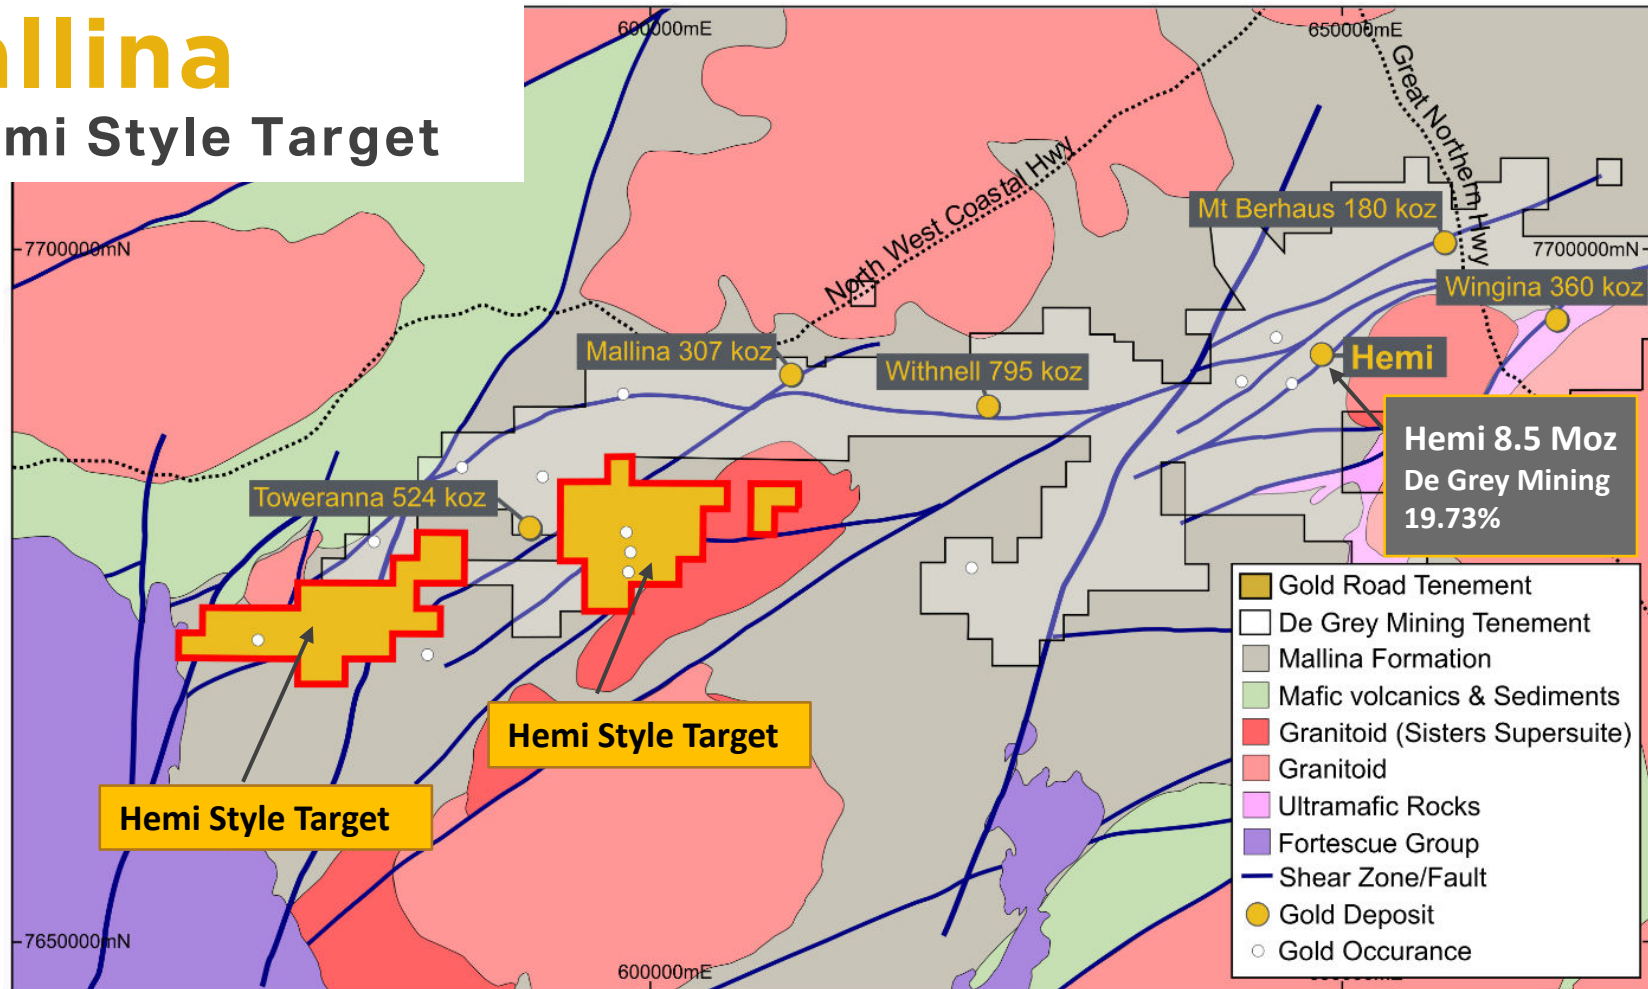 allina
mi Style Target
600000mE
650000mE
Great Northern Hwy
North West Coastal Hwy
Mt Berhaus 180 koz
7700000mN
7700000mN
Wingina 360 koz
Mallina 307 koz
Withnell 795 koz
Hemi
Hemi 8.5 Moz
De Grey Mining
19.73%
Toweranna 524 koz
Hemi Style Target
Hemi Style Target
Gold Road Tenement
De Grey Mining Tenement
Mallina Formation
Mafic volcanics & Sediments
Granitoid (Sisters Supersuite)
Granitoid
Ultramafic Rocks
Fortescue Group
Shear Zone/Fault
Gold Deposit
Gold Occurance
7650000mN
600000mE